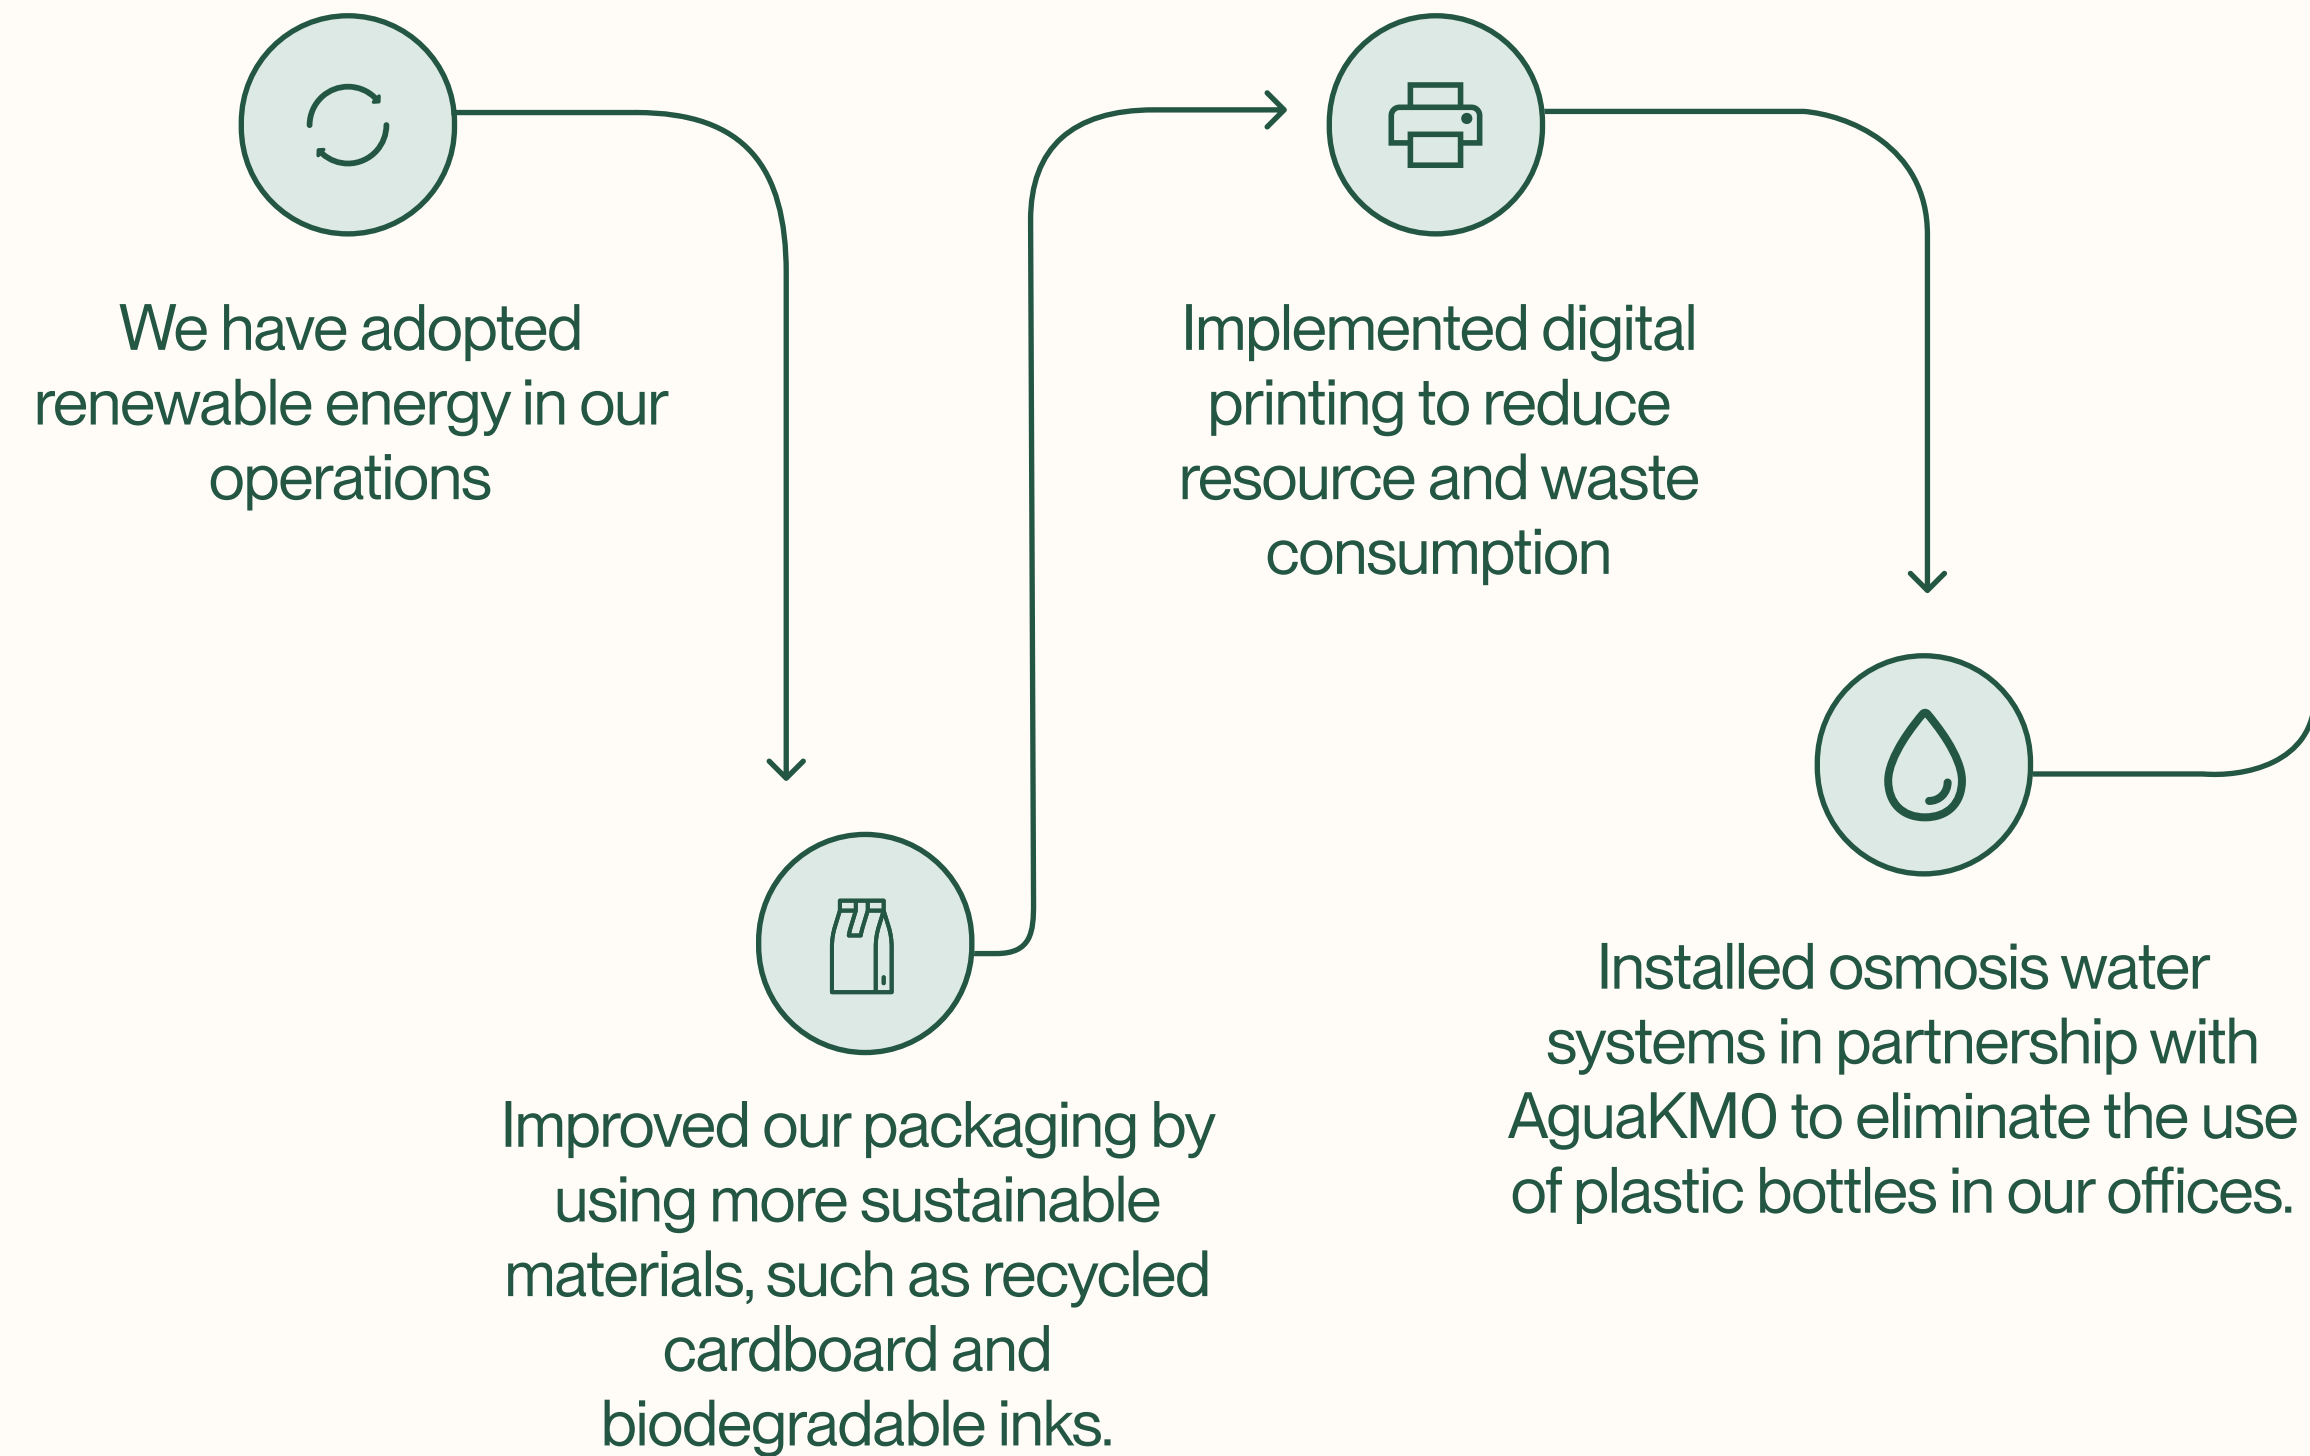 We have adopted
renewable energy in our
operations
Improved our packaging by
using more sustainable
materials, such as recycled
cardboard and
biodegradable inks.
Implemented digital
printing to reduce
resource and waste
consumption
Installed osmosis water
systems in partnership with
AguaKM0 to eliminate the use
of plastic bottles in our offices.